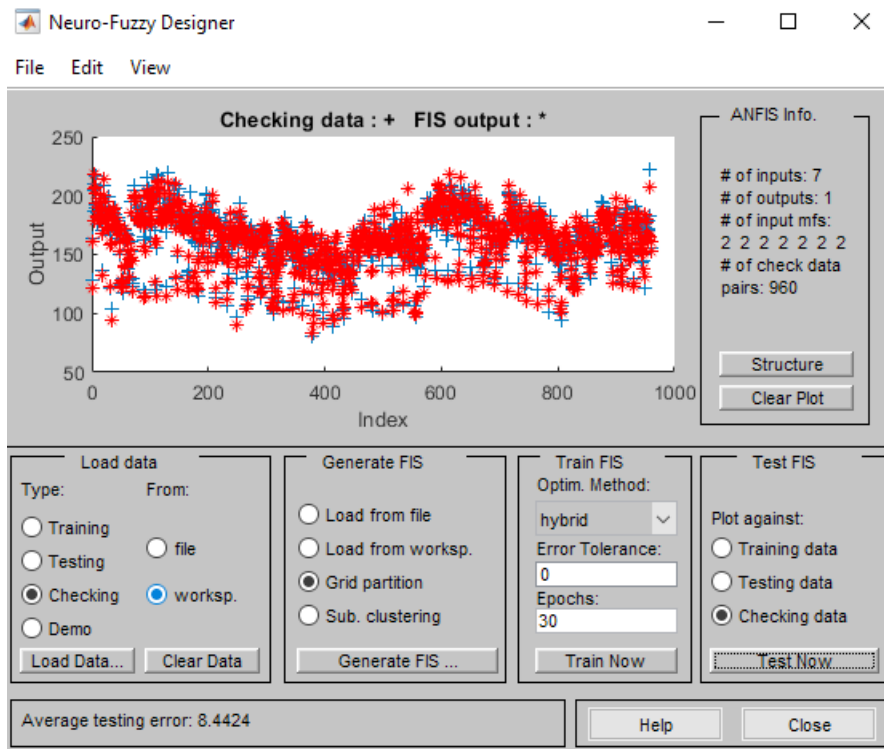 Neuro-Fuzzy Designer
File Edit View
Checking data : + FIS output : *
250
200
150
100
50
Output
0 200 400 600 800 1000
Index
ANFIS Info.
# of inputs: 7
# of outputs: 1
# of input mfs:
2 2 2 2 2 2 2
# of check data
pairs: 960
Structure
Clear Plot
Load data
Type: From:
Training
Testing
Checking
Demo
file
worksp.
Load Data... Clear Data
Generate FIS
Load from file
Load from worksp.
Grid partition
Sub. clustering
Generate FIS ...
Train FIS
Optim. Method:
hybrid
Error Tolerance:
0
Epochs:
30
Train Now
Test FIS
Plot against:
Training data
Testing data
Checking data
Test Now
Average testing error: 8.4424
Help Close